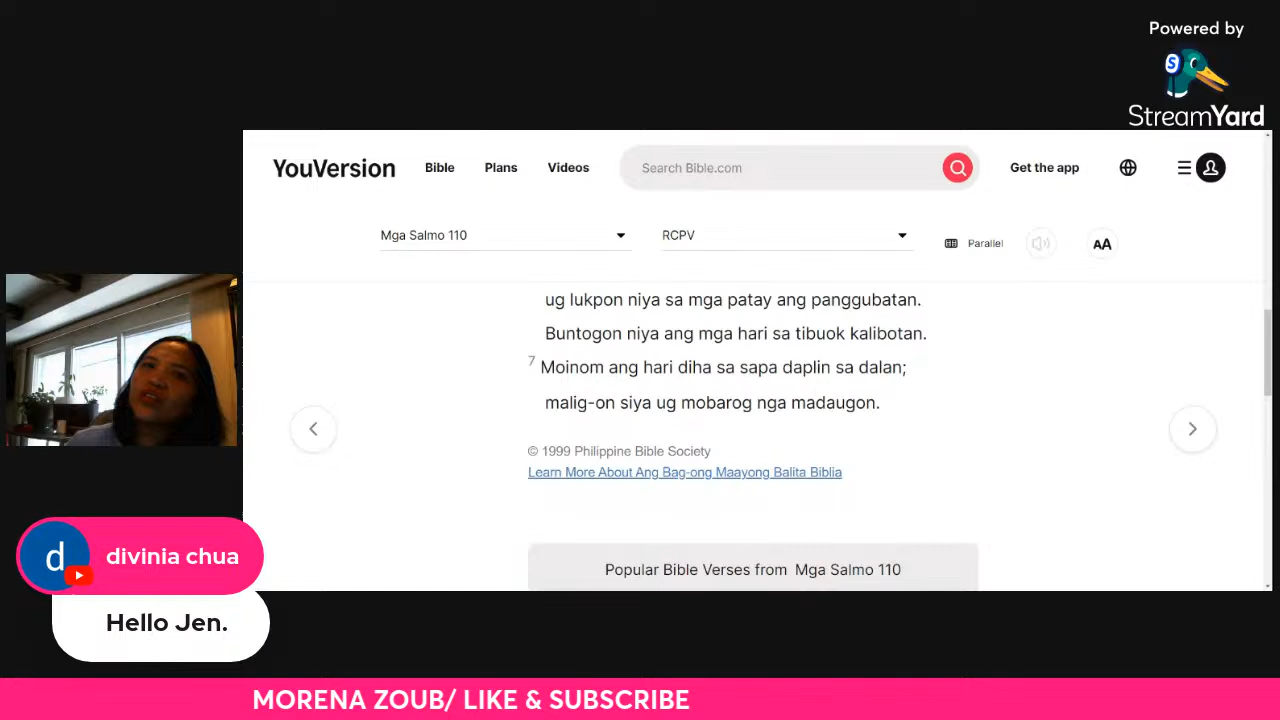 Powered by
S
StreamYard
YouVersion
Bible
Plans
Videos
Search Bible.com
Get the app
Mga Salmo 110
RCPV
Parallel
AA
ug lukpon niya sa mga patay ang panggubatan.
Buntogon niya ang mga hari sa tibuok kalibotan.
7 Moinom ang hari diha sa sapa daplin sa dalan;
malig-on siya ug mobarog nga madaugon.
© 1999 Philippine Bible Society
Learn More About Ang Bag-ong Maayong Balita Biblia
Popular Bible Verses from Mga Salmo 110
d
divinia chua
Hello Jen.
MORENA ZOUB/ LIKE & SUBSCRIBE